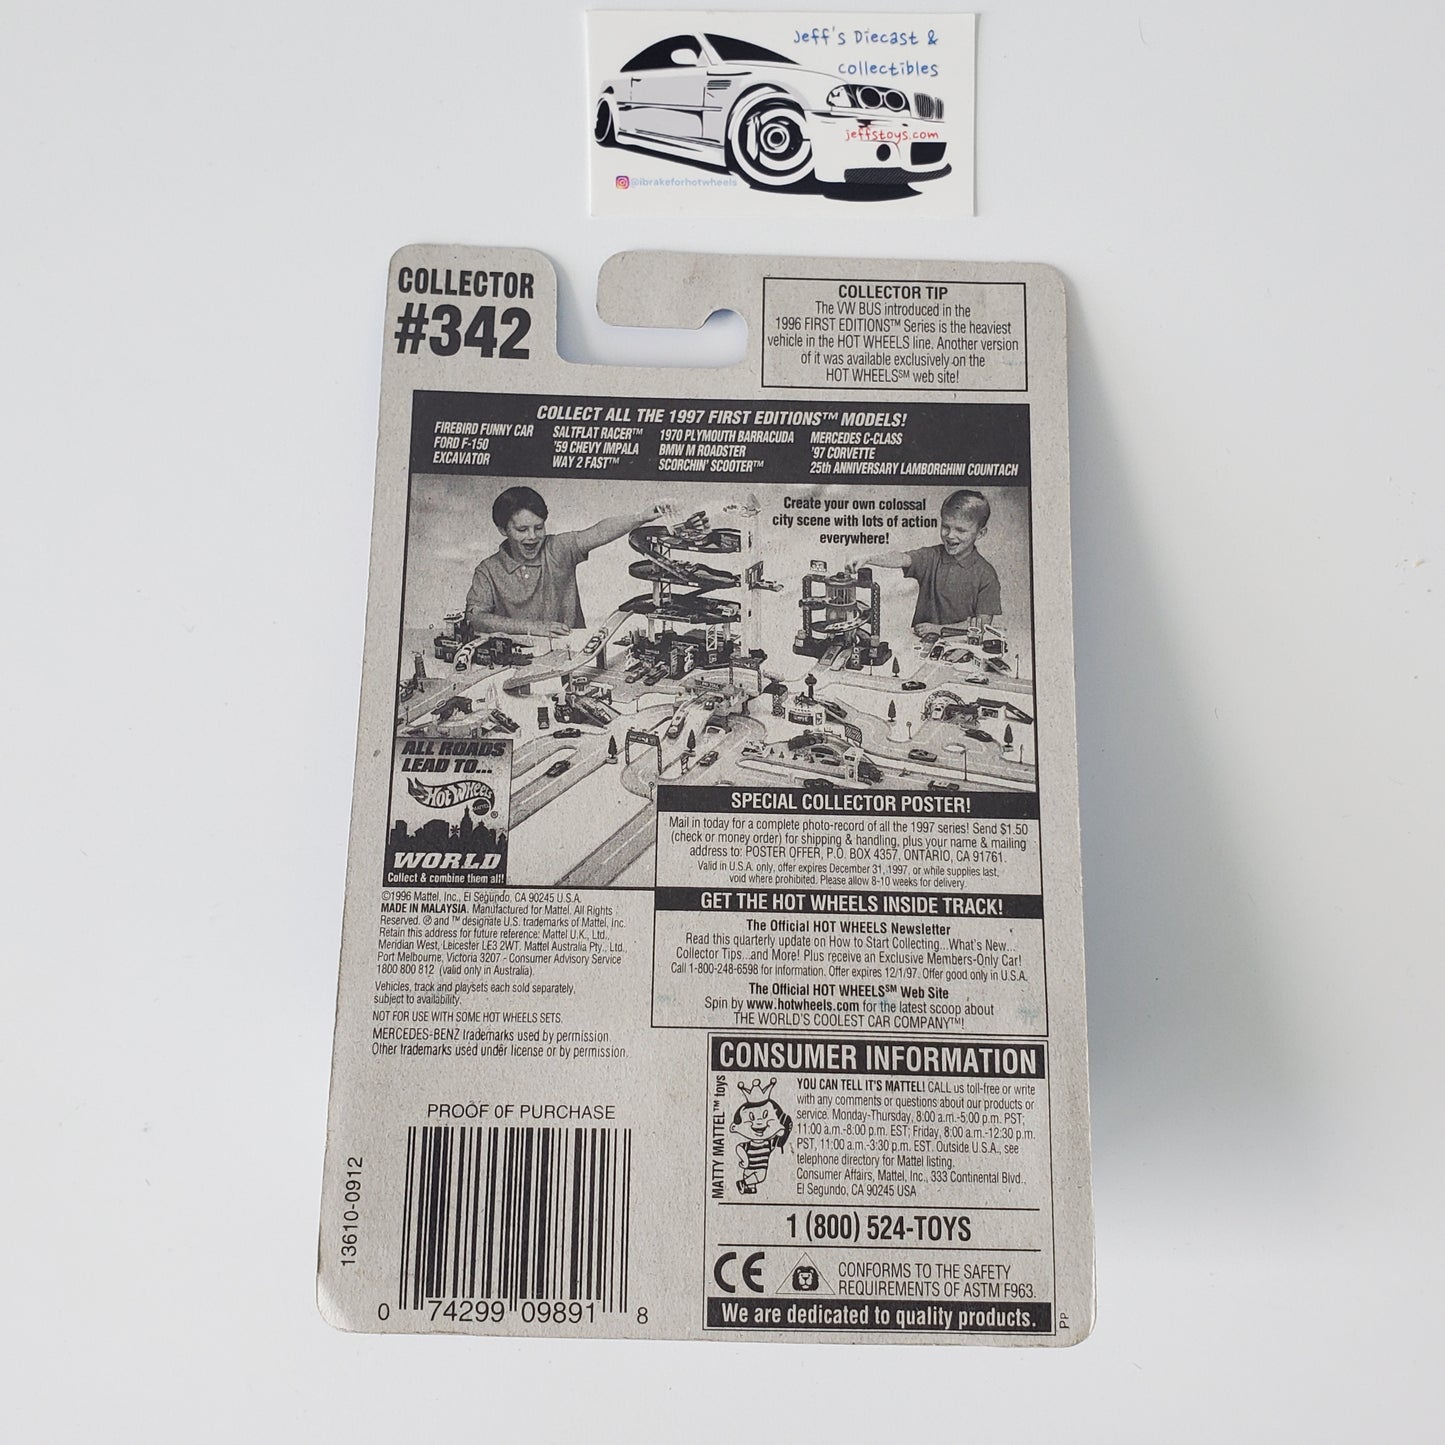 Jeff's Diecast &
collectibles
jeffstoys.com
@ibrakeforhotwheels
COLLECTOR
#342
COLLECTOR TIP
The VW BUS introduced in the
1996 FIRST EDITIONS™ Series is the heaviest
vehicle in the HOT WHEELS line. Another version
of it was available exclusively on the
HOT WHEELS℠ web site!
COLLECT ALL THE 1997 FIRST EDITIONS™ MODELS!
FIREBIRD FUNNY CAR
FORD F-150
EXCAVATOR
SALTFLAT RACER™
'59 CHEVY IMPALA
WAY 2 FAST™
1970 PLYMOUTH BARRACUDA
BMW M ROADSTER
SCORCHIN' SCOOTER™
MERCEDES C-CLASS
'97 CORVETTE
25th ANNIVERSARY LAMBORGHINI COUNTACH
Create your own colossal
city scene with lots of action
everywhere!
ALL ROADS
LEAD TO...
Hot Wheels
MATTEL
®
WORLD
Collect & combine them all!
SPECIAL COLLECTOR POSTER!
Mail in today for a complete photo-record of all the 1997 series! Send $1.50
(check or money order) for shipping & handling, plus your name & mailing
address to: POSTER OFFER, P.O. BOX 4357, ONTARIO, CA 91761.
Valid in U.S.A. only, offer expires December 31, 1997, or while supplies last,
void where prohibited. Please allow 8-10 weeks for delivery.
GET THE HOT WHEELS INSIDE TRACK!
The Official HOT WHEELS Newsletter
Read this quarterly update on How to Start Collecting...What's New...
Collector Tips...and More! Plus receive an Exclusive Members-Only Car!
Call 1-800-248-6598 for information. Offer expires 12/1/97. Offer good only in U.S.A.
The Official HOT WHEELS℠ Web Site
Spin by www.hotwheels.com for the latest scoop about
THE WORLD'S COOLEST CAR COMPANY™!
©1996 Mattel, Inc., El Segundo, CA 90245 U.S.A.
MADE IN MALAYSIA. Manufactured for Mattel. All Rights
Reserved. ® and ™ designate U.S. trademarks of Mattel, Inc.
Retain this address for future reference: Mattel U.K., Ltd.,
Meridian West, Leicester LE3 2WT. Mattel Australia Pty., Ltd.,
Port Melbourne, Victoria 3207 - Consumer Advisory Service
1800 800 812 (valid only in Australia).
Vehicles, track and playsets each sold separately,
subject to availability.
NOT FOR USE WITH SOME HOT WHEELS SETS.
MERCEDES-BENZ trademarks used by permission.
Other trademarks used under license or by permission.
PROOF OF PURCHASE
13610-0912
0 74299 09891 8
CONSUMER INFORMATION
MATTY MATTEL™ toys
YOU CAN TELL IT'S MATTEL! CALL us toll-free or write
with any comments or questions about our products or
service. Monday-Thursday, 8:00 a.m.-5:00 p.m. PST,
11:00 a.m.-8:00 p.m. EST; Friday, 8:00 a.m.-12:30 p.m.
PST, 11:00 a.m.-3:30 p.m. EST. Outside U.S.A., see
telephone directory for Mattel listing.
Consumer Affairs, Mattel, Inc., 333 Continental Blvd.,
El Segundo, CA 90245 USA
1 (800) 524-TOYS
CE
CONFORMS TO THE SAFETY
REQUIREMENTS OF ASTM F963.
We are dedicated to quality products.
PP